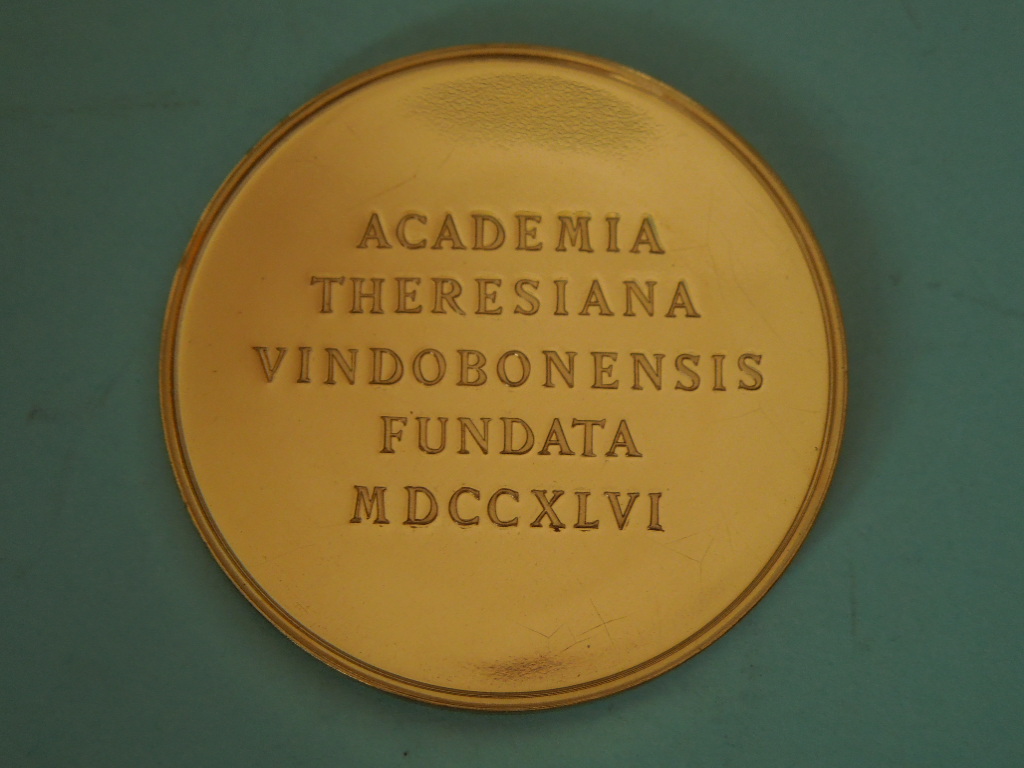 ACADEMIA
THERESIANA
VINDOBONENSIS
FUNDATA
MDCCXLVI